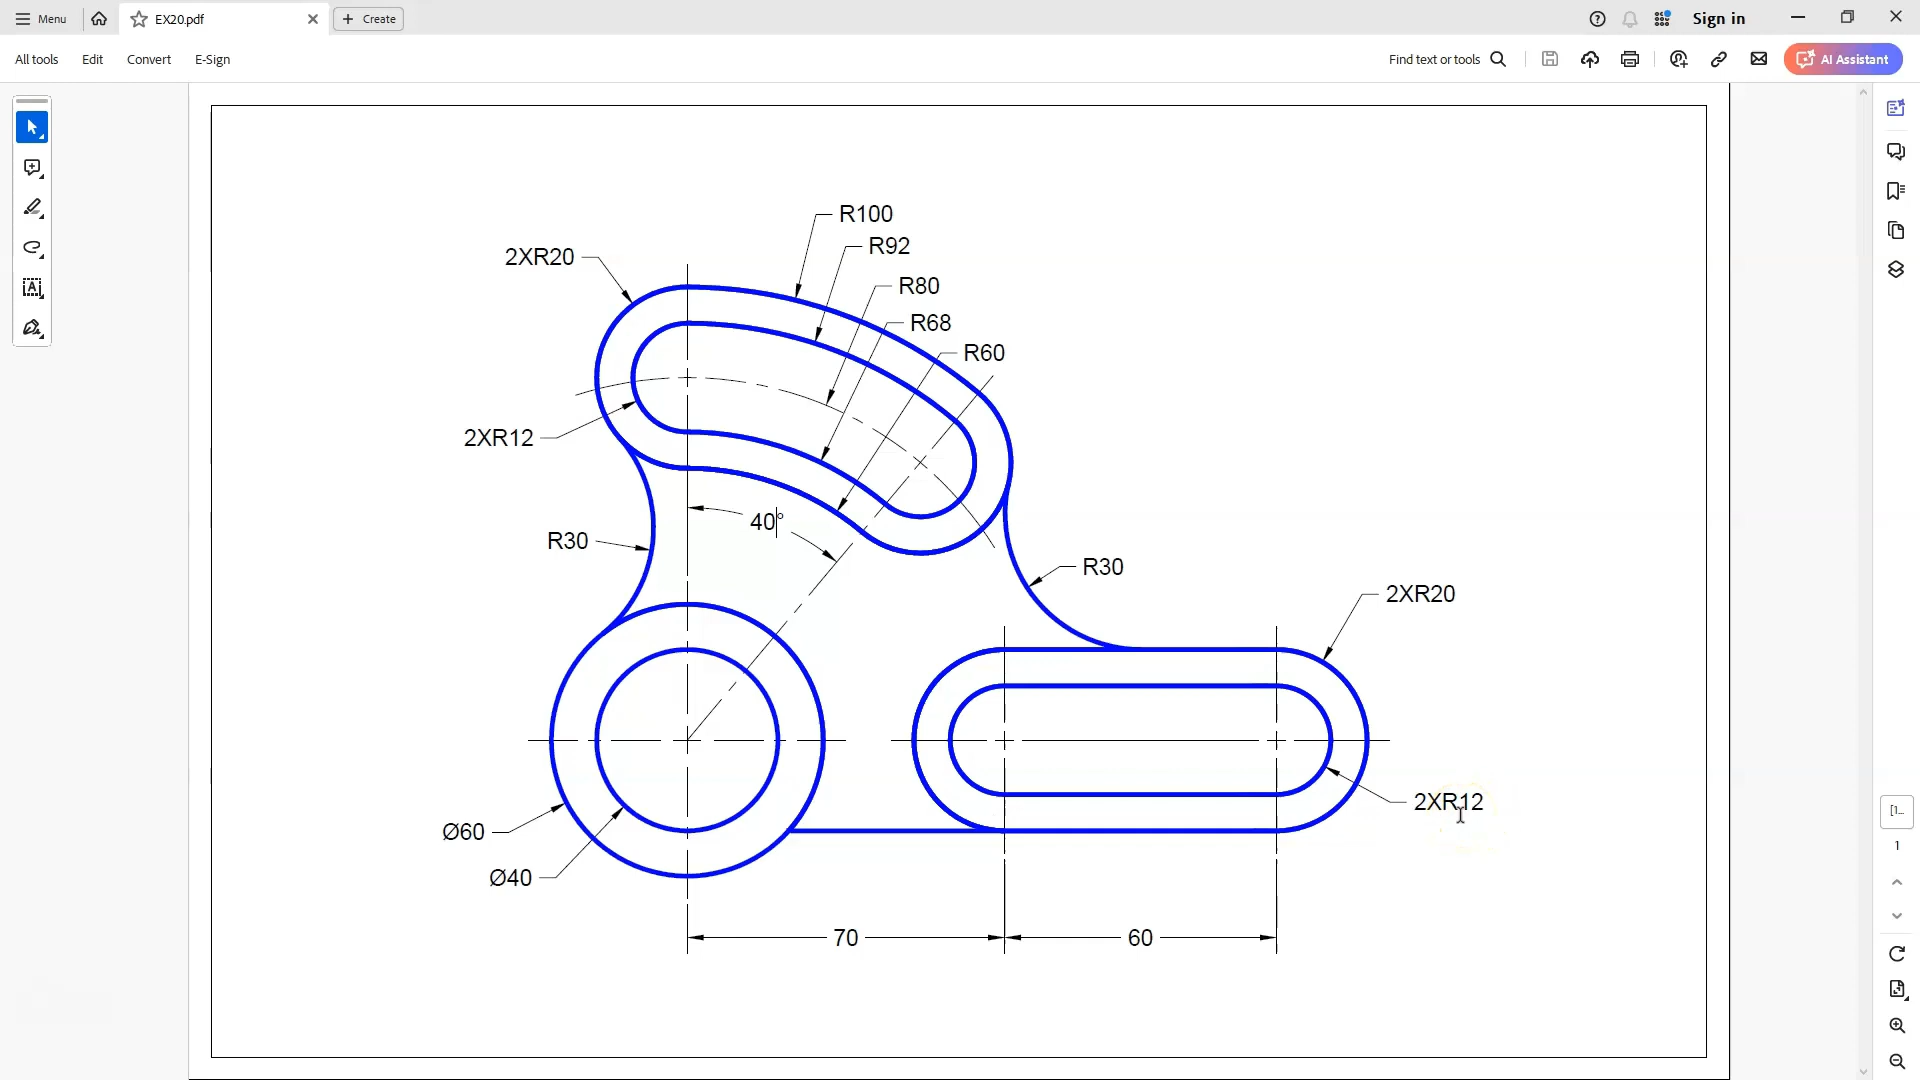 Menu
EX20.pdf
Create
Sign in
All tools
Edit
Convert
E-Sign
Find text or tools
AI Assistant
R100
R92
2XR20
R80
R68
R60
2XR12
40°
R30
R30
2XR20
2XR12
Ø60
Ø40
70
60
[1...
1